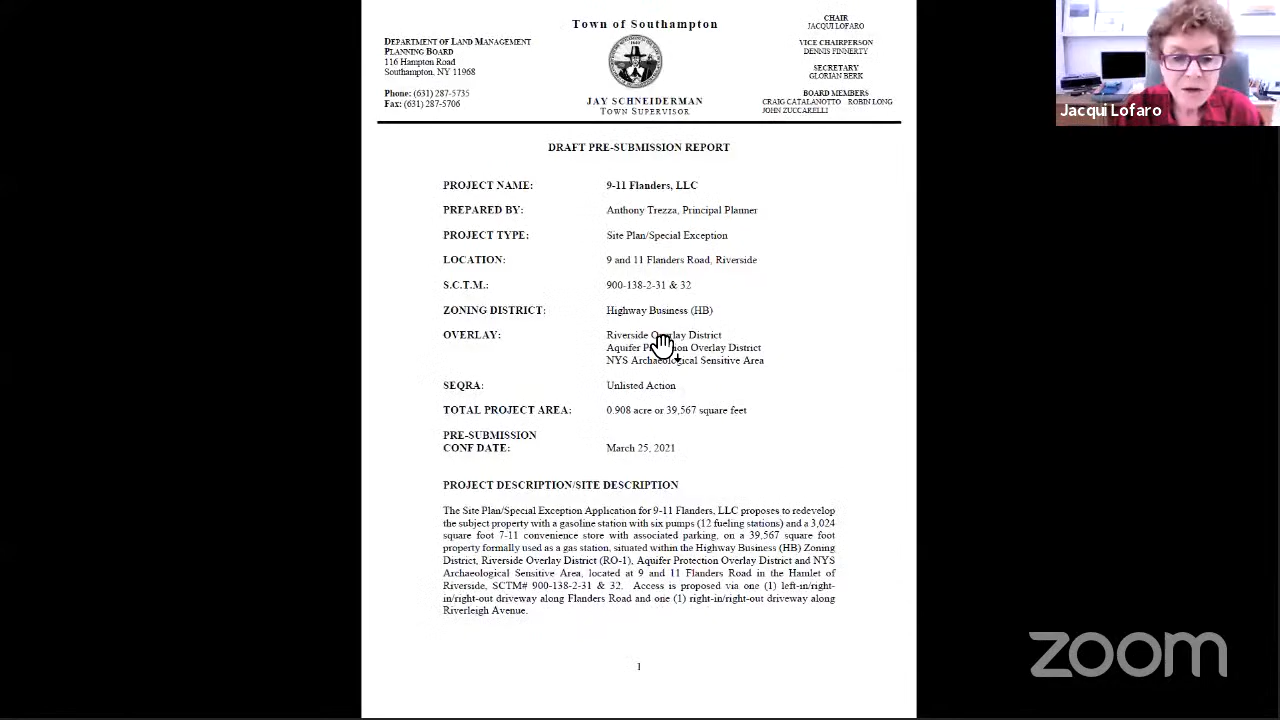 Town of Southampton
DEPARTMENT OF LAND MANAGEMENT
PLANNING BOARD
116 Hampton Road
Southampton, NY 11968
Phone: (631) 287-5735
Fax: (631) 287-5706
JAY SCHNEIDERMAN
TOWN SUPERVISOR
CHAIR
JACQUI LOFARO
VICE CHAIRPERSON
DENNIS FINNERTY
SECRETARY
GLORIAN BERK
BOARD MEMBERS
CRAIG CATALANOTTO ROBIN LONG
JOHN ZUCCARELLI
Jacqui Lofaro
DRAFT PRE-SUBMISSION REPORT
PROJECT NAME: 9-11 Flanders, LLC
PREPARED BY: Anthony Trezza, Principal Planner
PROJECT TYPE: Site Plan/Special Exception
LOCATION: 9 and 11 Flanders Road, Riverside
S.C.T.M.: 900-138-2-31 & 32
ZONING DISTRICT: Highway Business (HB)
OVERLAY: Riverside Overlay District
Aquifer Protection Overlay District
NYS Archaeological Sensitive Area
SEQRA: Unlisted Action
TOTAL PROJECT AREA: 0.908 acre or 39,567 square feet
PRE-SUBMISSION
CONF DATE: March 25, 2021
PROJECT DESCRIPTION/SITE DESCRIPTION
The Site Plan/Special Exception Application for 9-11 Flanders, LLC proposes to redevelop
the subject property with a gasoline station with six pumps (12 fueling stations) and a 3,024
square foot 7-11 convenience store with associated parking, on a 39,567 square foot
property formally used as a gas station, situated within the Highway Business (HB) Zoning
District, Riverside Overlay District (RO-1), Aquifer Protection Overlay District and NYS
Archaeological Sensitive Area, located at 9 and 11 Flanders Road in the Hamlet of
Riverside, SCTM# 900-138-2-31 & 32. Access is proposed via one (1) left-in/right-
in/right-out driveway along Flanders Road and one (1) right-in/right-out driveway along
Riverleigh Avenue.
1
zoom